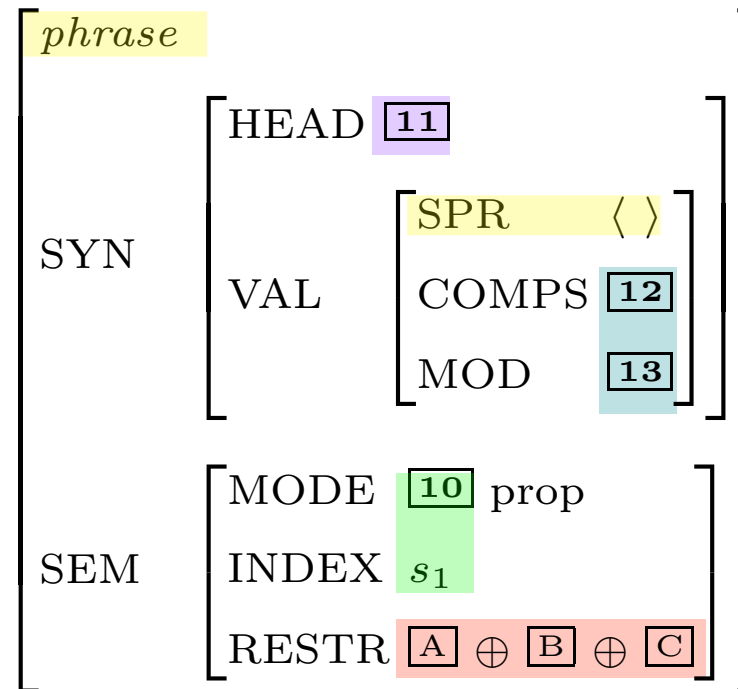 phrase
HEAD 11
SPR ⟨ ⟩
SYN
VAL COMPS 12
MOD 13
MODE 10 prop
SEM INDEX s₁
RESTR A ⊕ B ⊕ C